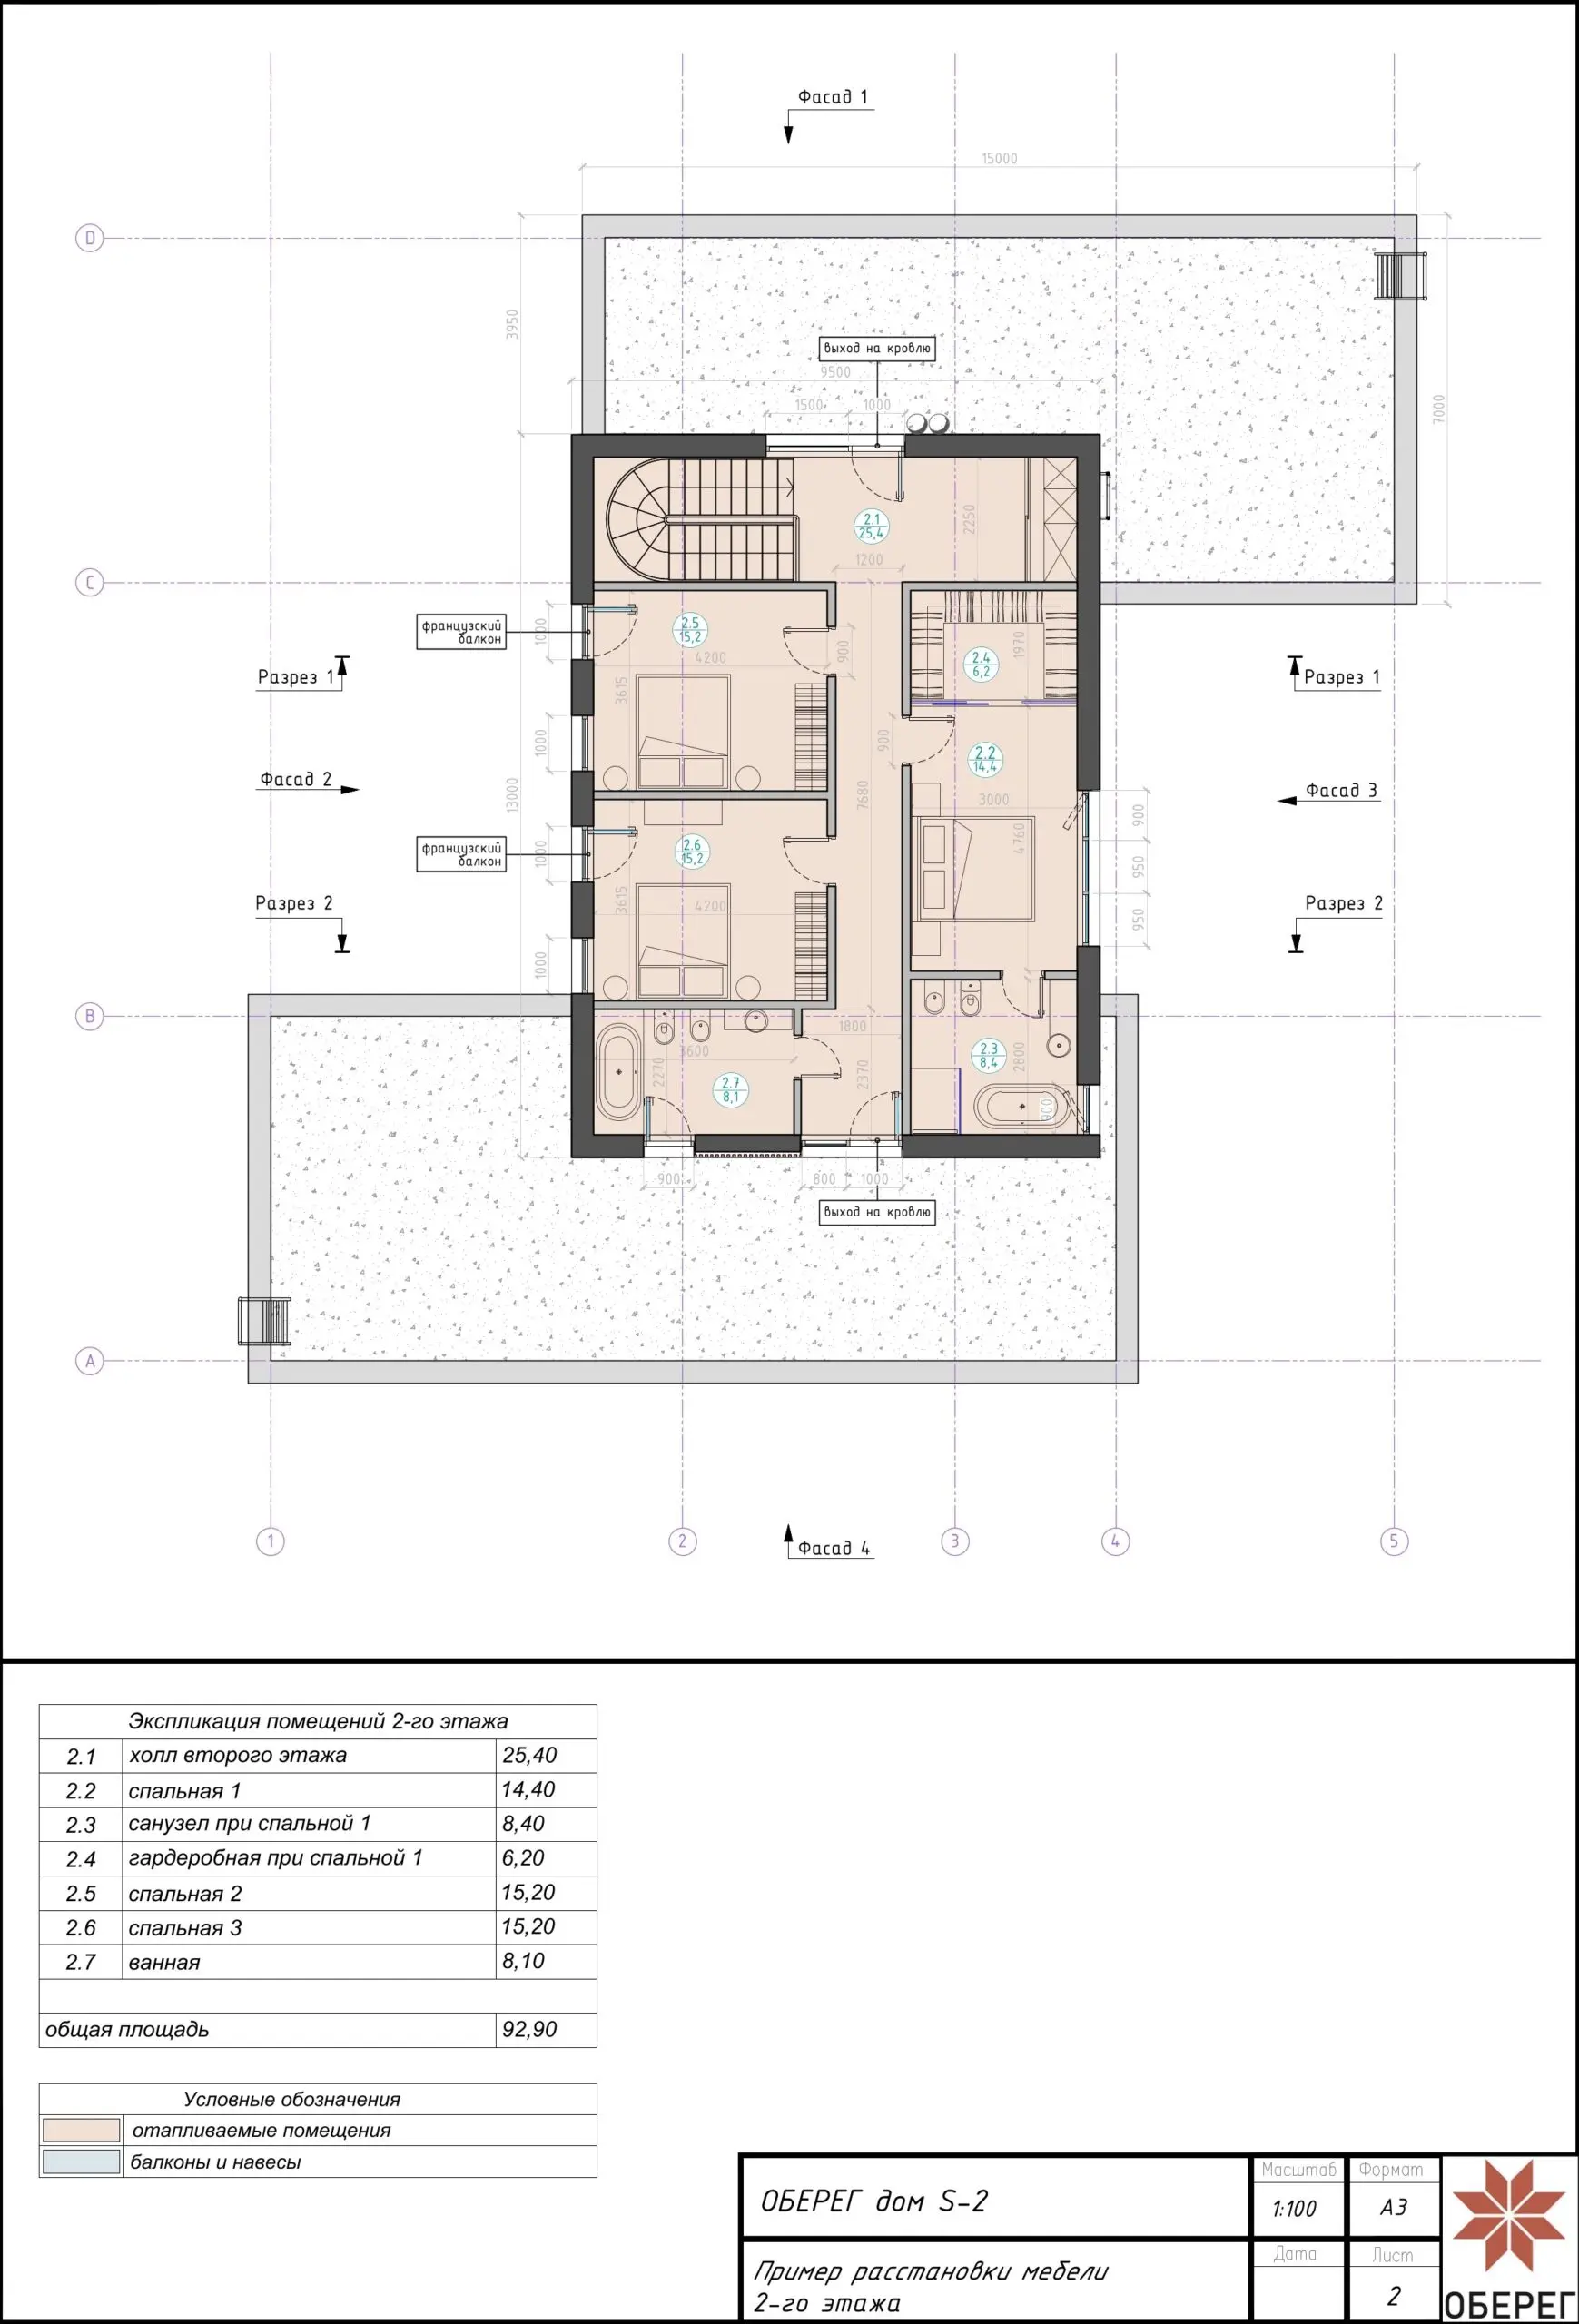 Фасад 1
15000
D
3950
выход на кровлю
9500
1500
1000
7000
2.1
25,4
2250
1200
C
французский
балкон
1000
2.5
15,2
4200
900
3615
1970
2.4
6,2
Разрез 1
Разрез 1
1000
900
2.2
14,4
Фасад 2
13000
7680
3000
Фасад 3
900
французский
балкон
1000
2.6
15,2
4760
950
3615
4200
Разрез 2
Разрез 2
950
1000
B
1800
3600
2270
2.7
8,1
2370
2.3
8,4
2800
900
900
800
1000
выход на кровлю
A
1
2
3
4
5
Фасад 4
Экспликация помещений 2-го этажа
2.1 холл второго этажа 25,40
2.2 спальная 1 14,40
2.3 санузел при спальной 1 8,40
2.4 гардеробная при спальной 1 6,20
2.5 спальная 2 15,20
2.6 спальная 3 15,20
2.7 ванная 8,10
общая площадь 92,90
Условные обозначения
отапливаемые помещения
балконы и навесы
ОБЕРЕГ дом S-2
Масштаб
1:100
Формат
А3
Пример расстановки мебели
2-го этажа
Дата
Лист
2
ОБЕРЕГ